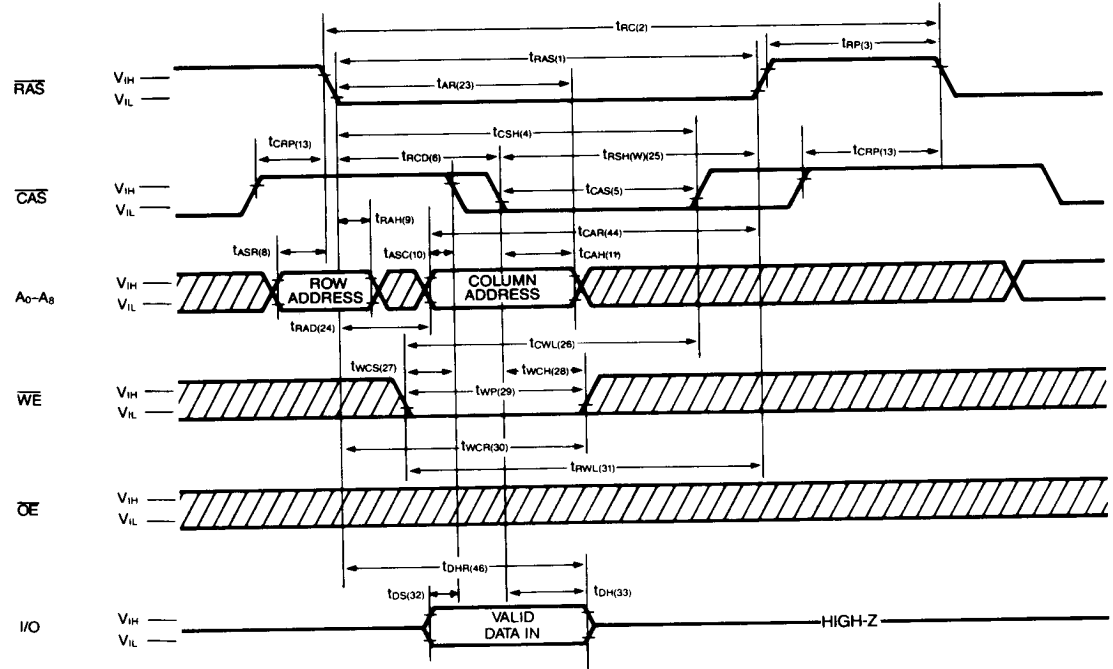 tRC(2)
tRAS(1)
tRP(3)
tAR(23)
RAS
VIH
VIL
tCSH(4)
tCRP(13)
tRCD(6)
tRSH(W)(25)
tCRP(13)
CAS
VIH
VIL
tCAS(5)
tRAH(9)
tCAR(44)
tASR(8)
tASC(10)
tCAH(11)
A0-A8
VIH
VIL
ROW
ADDRESS
COLUMN
ADDRESS
tRAD(24)
tCWL(26)
tWCS(27)
tWCH(28)
tWP(29)
WE
VIH
VIL
tWCR(30)
tRWL(31)
OE
VIH
VIL
tDHR(46)
tDS(32)
tDH(33)
I/O
VIH
VIL
VALID
DATA IN
HIGH-Z